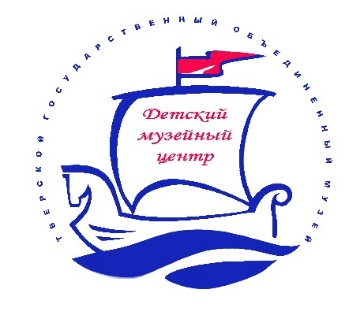 ТВЕРСКОЙ ГОСУДАРСТВЕННЫЙ ОБЪЕДИНЕННЫЙ МУЗЕЙ
Детский
музейный
центр